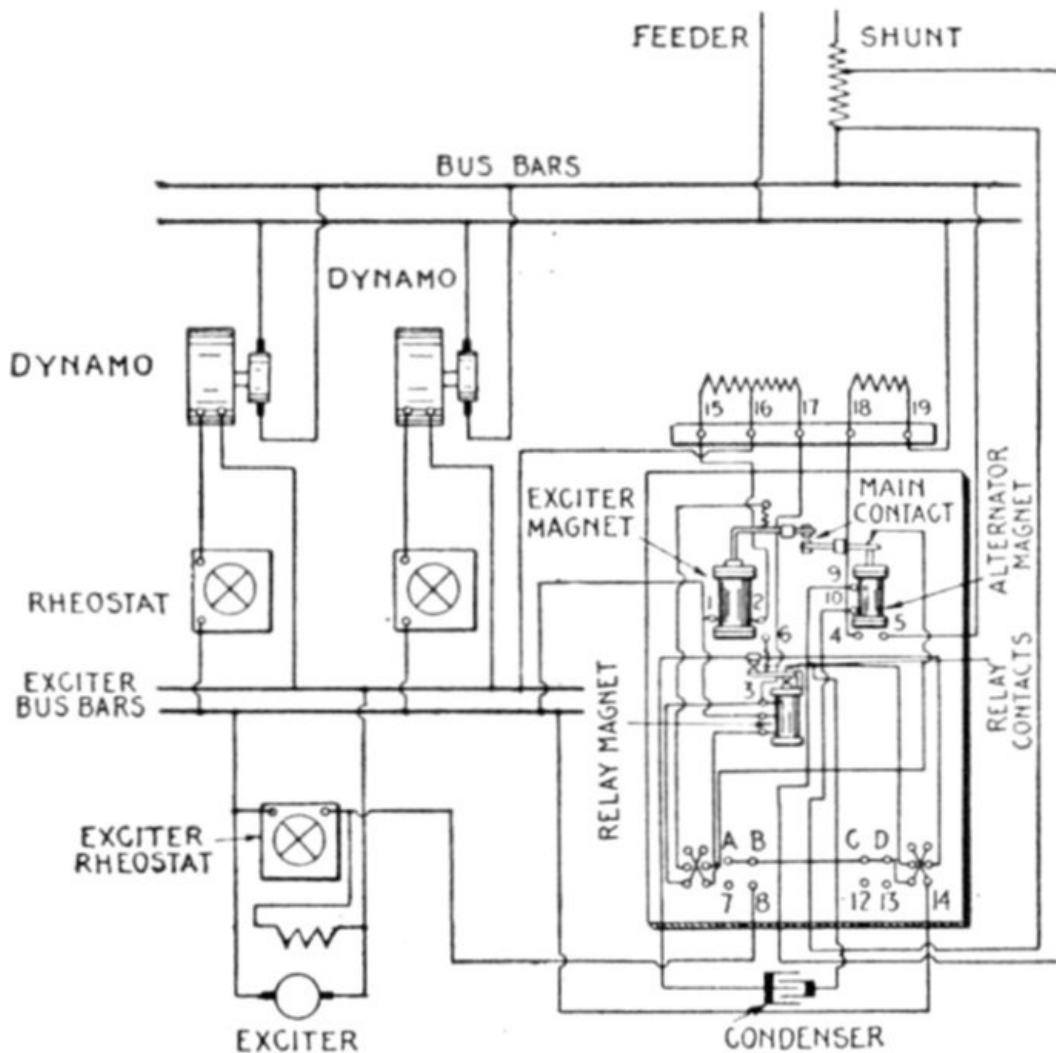 FEEDER
SHUNT
BUS BARS
DYNAMO
DYNAMO
15 16 17 18 19
EXCITER
MAGNET
MAIN
CONTACT
ALTERNATOR
MAGNET
9
1 2
10
4 5
6
RHEOSTAT
EXCITER
BUS BARS
3
RELAY
CONTACTS
RELAY MAGNET
EXCITER
RHEOSTAT
A B C D
7 8 12 13 14
EXCITER
CONDENSER